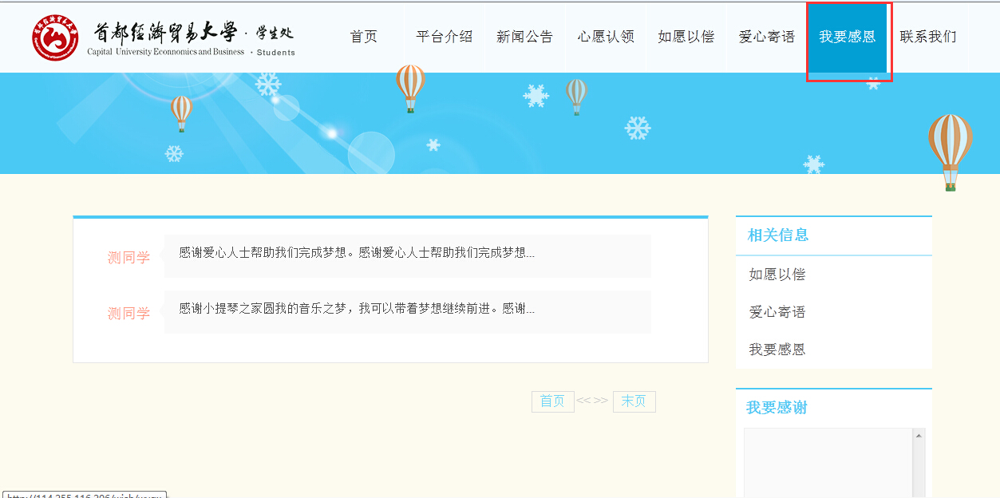 首都经济贸易大学·学生处
Capital University Econnomics and Business ·Students
首页 平台介绍 新闻公告 心愿认领 如愿以偿 爱心寄语 我要感恩 联系我们
测同学 感谢爱心人士帮助我们完成梦想。感谢爱心人士帮助我们完成梦想...
测同学 感谢小提琴之家圆我的音乐之梦，我可以带着梦想继续前进。感谢...
首页 << >> 末页
相关信息
如愿以偿
爱心寄语
我要感恩
我要感谢